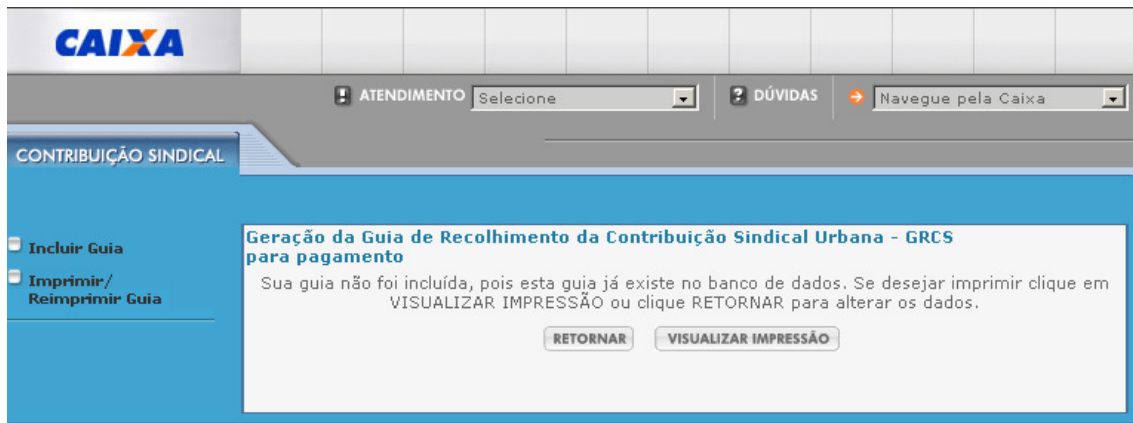 CAIXA
ATENDIMENTO Selecione DÚVIDAS Navegue pela Caixa
CONTRIBUIÇÃO SINDICAL
Incluir Guia
Imprimir/
Reimprimir Guia
Geração da Guia de Recolhimento da Contribuição Sindical Urbana - GRCS
para pagamento
Sua guia não foi incluída, pois esta guia já existe no banco de dados. Se desejar imprimir clique em
VISUALIZAR IMPRESSÃO ou clique RETORNAR para alterar os dados.
RETORNAR VISUALIZAR IMPRESSÃO